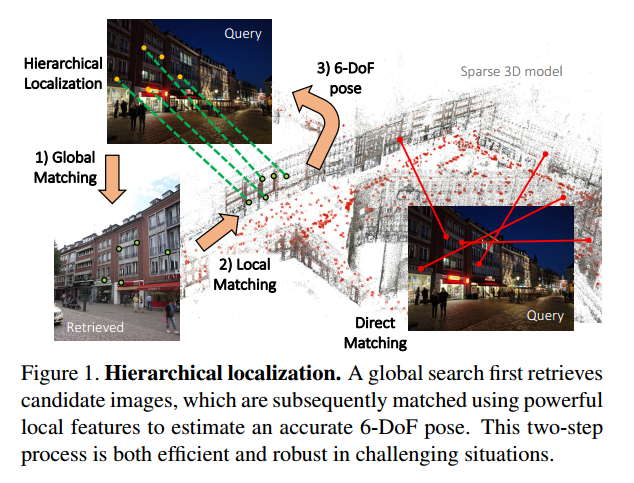 Query
Hierarchical
Localization
3) 6-DoF
pose
Sparse 3D model
1) Global
Matching
2) Local
Matching
Retrieved
Direct
Matching
Query
Figure 1. Hierarchical localization. A global search first retrieves
candidate images, which are subsequently matched using powerful
local features to estimate an accurate 6-DoF pose. This two-step
process is both efficient and robust in challenging situations.